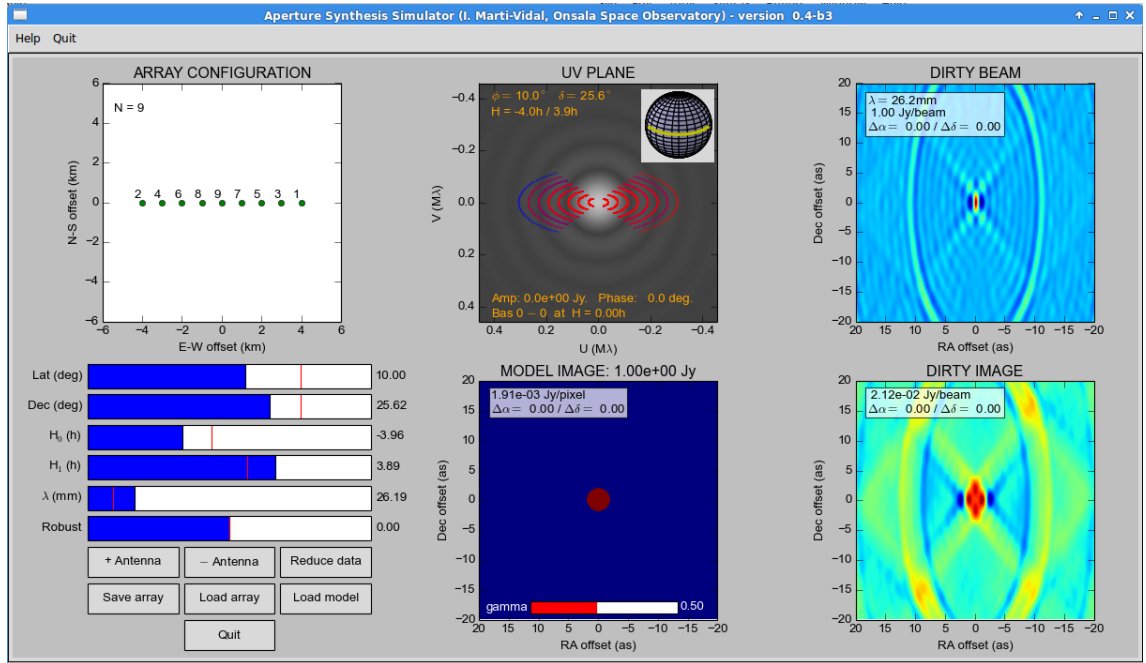 Aperture Synthesis Simulator (I. Marti-Vidal, Onsala Space Observatory) - version 0.4-b3
Help Quit
ARRAY CONFIGURATION
N = 9
2 4 6 8 9 7 5 3 1
6
4
2
0
−2
−4
−6
N-S offset (km)
−6 −4 −2 0 2 4 6
E-W offset (km)
UV PLANE
ϕ = 10.0° δ = 25.6°
H = -4.0h / 3.9h
−0.4
−0.2
0.0
0.2
0.4
V (Mλ)
Amp: 0.0e+00 Jy. Phase: 0.0 deg.
Bas 0 − 0 at H = 0.00h
0.4 0.2 0.0 −0.2 −0.4
U (Mλ)
DIRTY BEAM
λ = 26.2mm
1.00 Jy/beam
Δα = 0.00 / Δδ = 0.00
20
15
10
5
0
−5
−10
−15
−20
Dec offset (as)
20 15 10 5 0 −5 −10 −15 −20
RA offset (as)
Lat (deg) 10.00
Dec (deg) 25.62
H₀ (h) -3.96
H₁ (h) 3.89
λ (mm) 26.19
Robust 0.00
+ Antenna − Antenna Reduce data
Save array Load array Load model
Quit
MODEL IMAGE: 1.00e+00 Jy
1.91e-03 Jy/pixel
Δα = 0.00 / Δδ = 0.00
20
15
10
5
0
−5
−10
−15
−20
Dec offset (as)
gamma 0.50
20 15 10 5 0 −5 −10 −15 −20
RA offset (as)
DIRTY IMAGE
2.12e-02 Jy/beam
Δα = 0.00 / Δδ = 0.00
20
15
10
5
0
−5
−10
−15
−20
Dec offset (as)
20 15 10 5 0 −5 −10 −15 −20
RA offset (as)